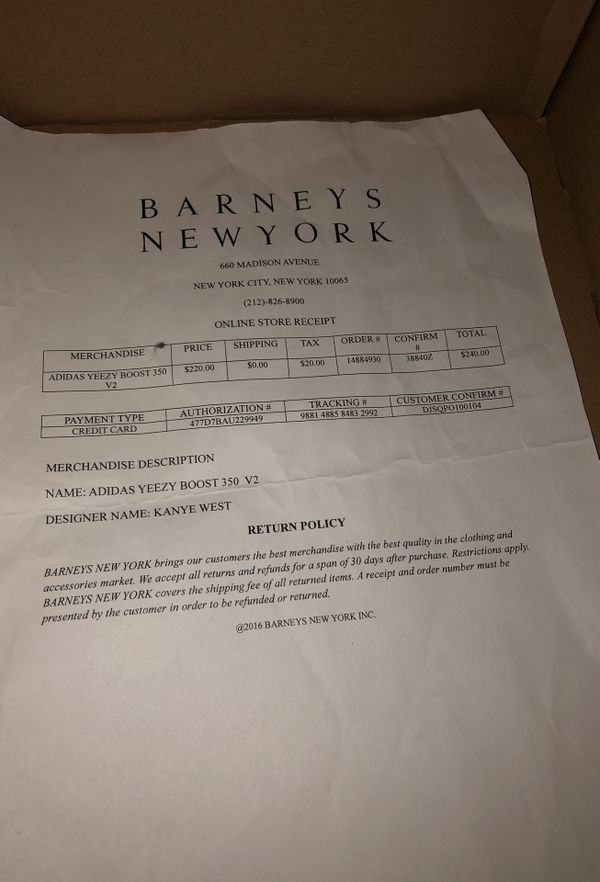 BARNEYS
NEWYORK
660 MADISON AVENUE
NEW YORK CITY, NEW YORK 10065
(212)-826-8900
ONLINE STORE RECEIPT
MERCHANDISE PRICE SHIPPING TAX ORDER # CONFIRM # TOTAL
ADIDAS YEEZY BOOST 350 V2 $220.00 $0.00 $20.00 14884930 38840Z $240.00
PAYMENT TYPE AUTHORIZATION # TRACKING # CUSTOMER CONFIRM #
CREDIT CARD 477D7BAU229949 9881 4885 8483 2992 DJSQPO100104
MERCHANDISE DESCRIPTION
NAME: ADIDAS YEEZY BOOST 350 V2
DESIGNER NAME: KANYE WEST
RETURN POLICY
BARNEYS NEW YORK brings our customers the best merchandise with the best quality in the clothing and
accessories market. We accept all returns and refunds for a span of 30 days after purchase. Restrictions apply.
BARNEYS NEW YORK covers the shipping fee of all returned items. A receipt and order number must be
presented by the customer in order to be refunded or returned.
@2016 BARNEYS NEW YORK INC.